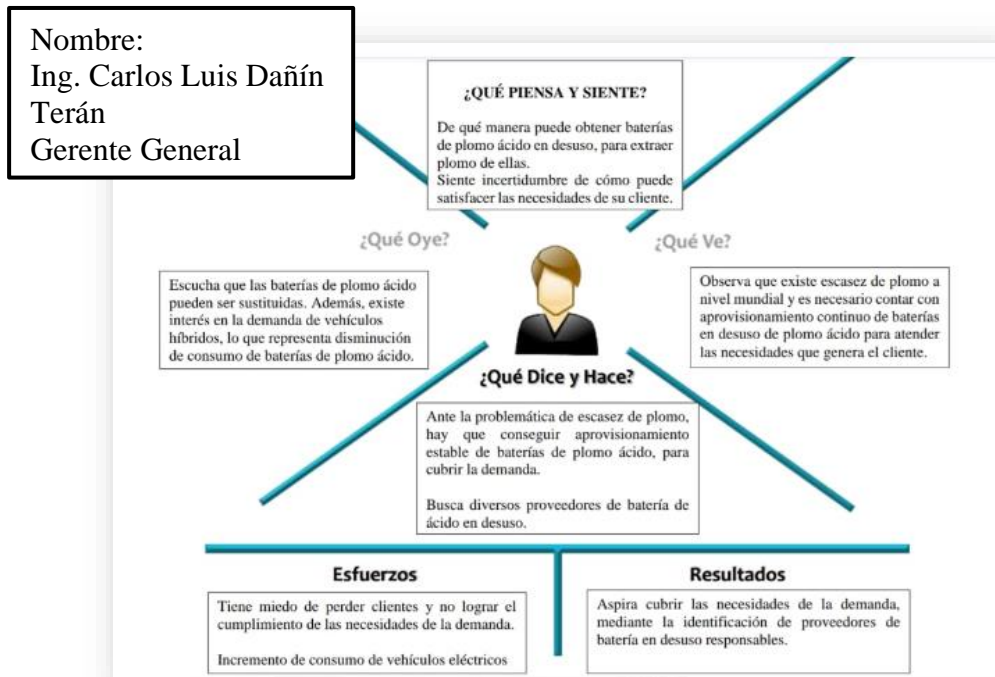 Nombre:
Ing. Carlos Luis Dañín
Terán
Gerente General
¿QUÉ PIENSA Y SIENTE?
De qué manera puede obtener baterías
de plomo ácido en desuso, para extraer
plomo de ellas.
Siente incertidumbre de cómo puede
satisfacer las necesidades de su cliente.
¿Qué Oye?
Escucha que las baterías de plomo ácido
pueden ser sustituidas. Además, existe
interés en la demanda de vehículos
híbridos, lo que representa disminución
de consumo de baterías de plomo ácido.
¿Qué Ve?
Observa que existe escasez de plomo a
nivel mundial y es necesario contar con
aprovisionamiento continuo de baterías
en desuso de plomo ácido para atender
las necesidades que genera el cliente.
¿Qué Dice y Hace?
Ante la problemática de escasez de plomo,
hay que conseguir aprovisionamiento
estable de baterías de plomo ácido, para
cubrir la demanda.
Busca diversos proveedores de batería de
ácido en desuso.
Esfuerzos
Tiene miedo de perder clientes y no lograr el
cumplimiento de las necesidades de la demanda.
Incremento de consumo de vehículos eléctricos
Resultados
Aspira cubrir las necesidades de la demanda,
mediante la identificación de proveedores de
batería en desuso responsables.